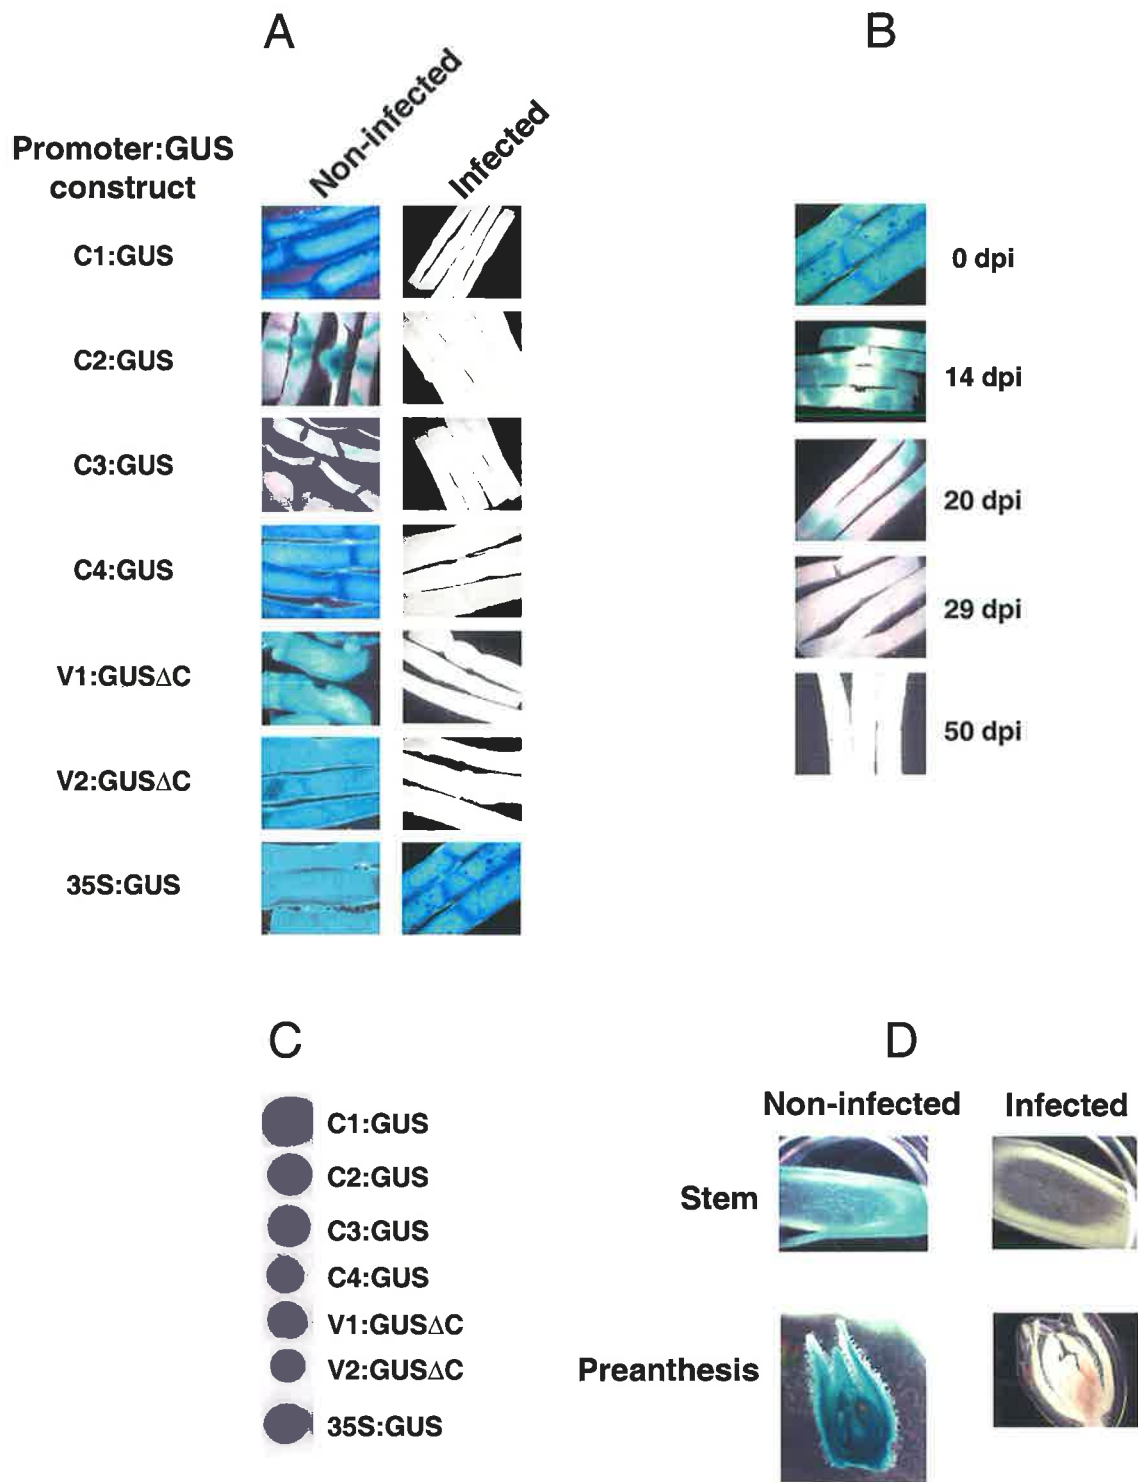 A
B
Promoter:GUS
construct
Non-infected
Infected
C1:GUS
C2:GUS
C3:GUS
C4:GUS
V1:GUSΔC
V2:GUSΔC
35S:GUS
0 dpi
14 dpi
20 dpi
29 dpi
50 dpi
C
C1:GUS
C2:GUS
C3:GUS
C4:GUS
V1:GUSΔC
V2:GUSΔC
35S:GUS
D
Non-infected
Infected
Stem
Preanthesis